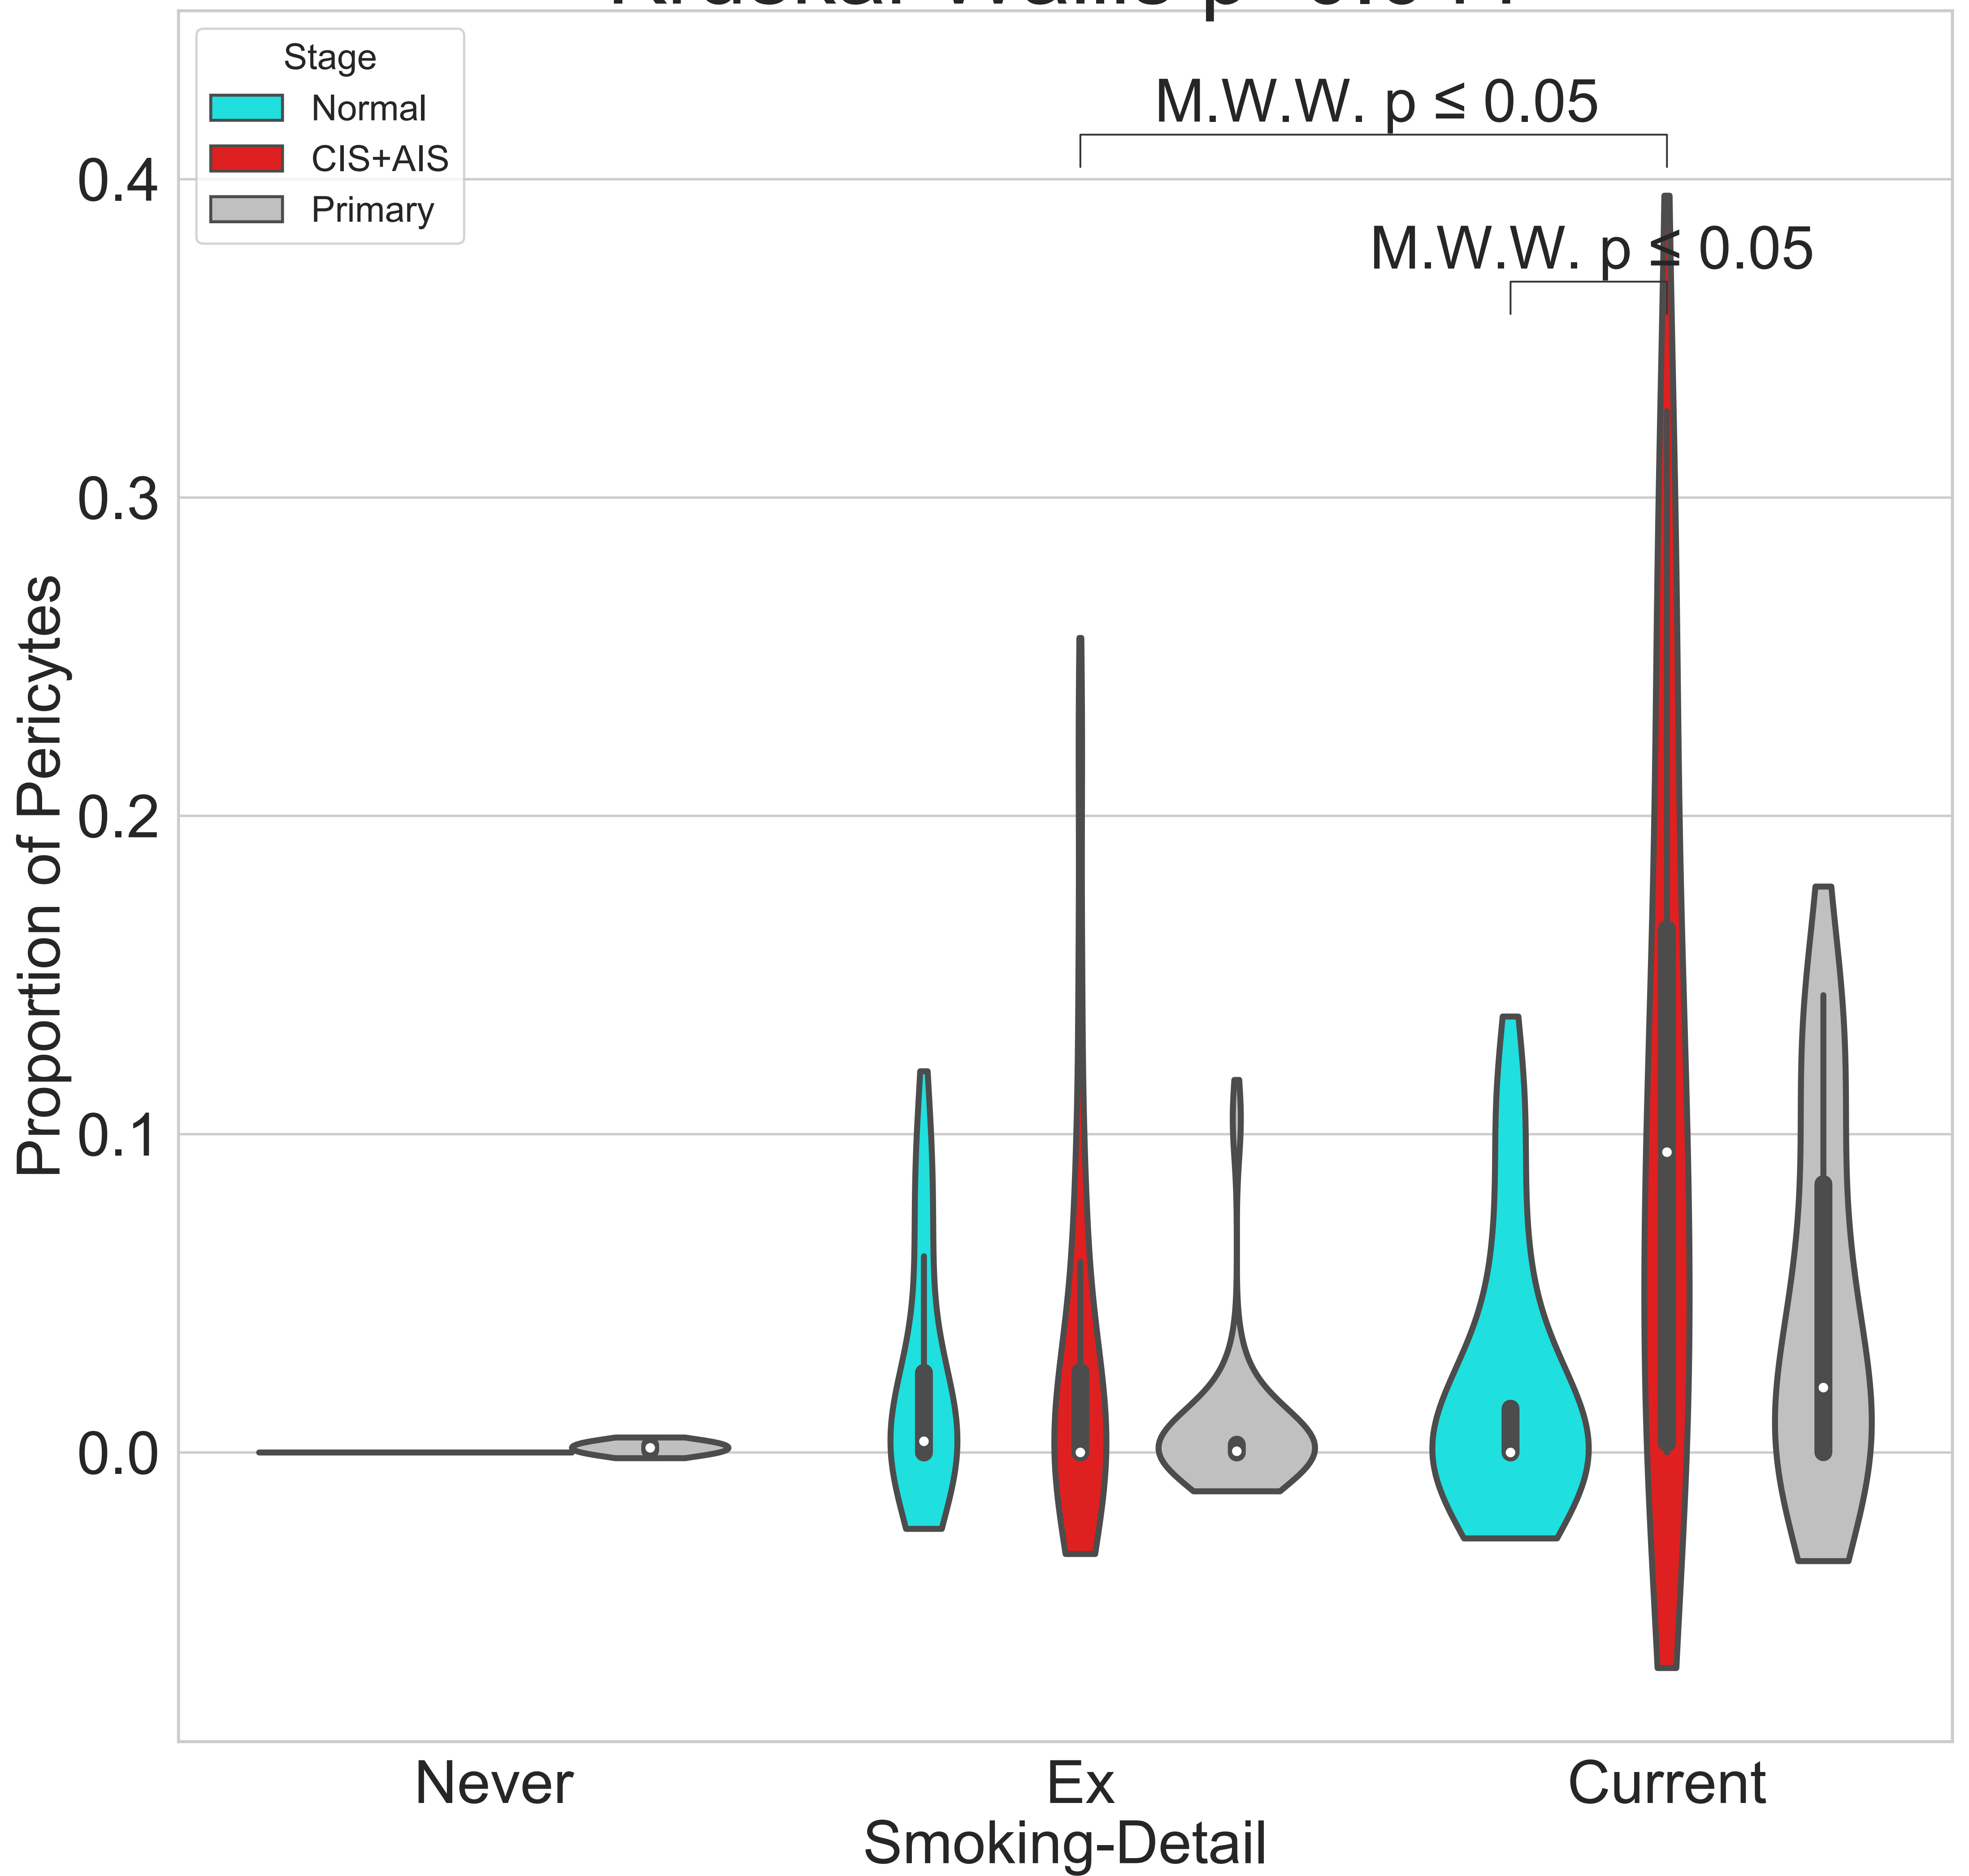 Stage
Normal
CIS+AIS
Primary
M.W.W. p ≤ 0.05
M.W.W. p ≤ 0.05
0.4
0.3
0.2
0.1
0.0
Proportion of Pericytes
Never
Ex
Current
Smoking-Detail